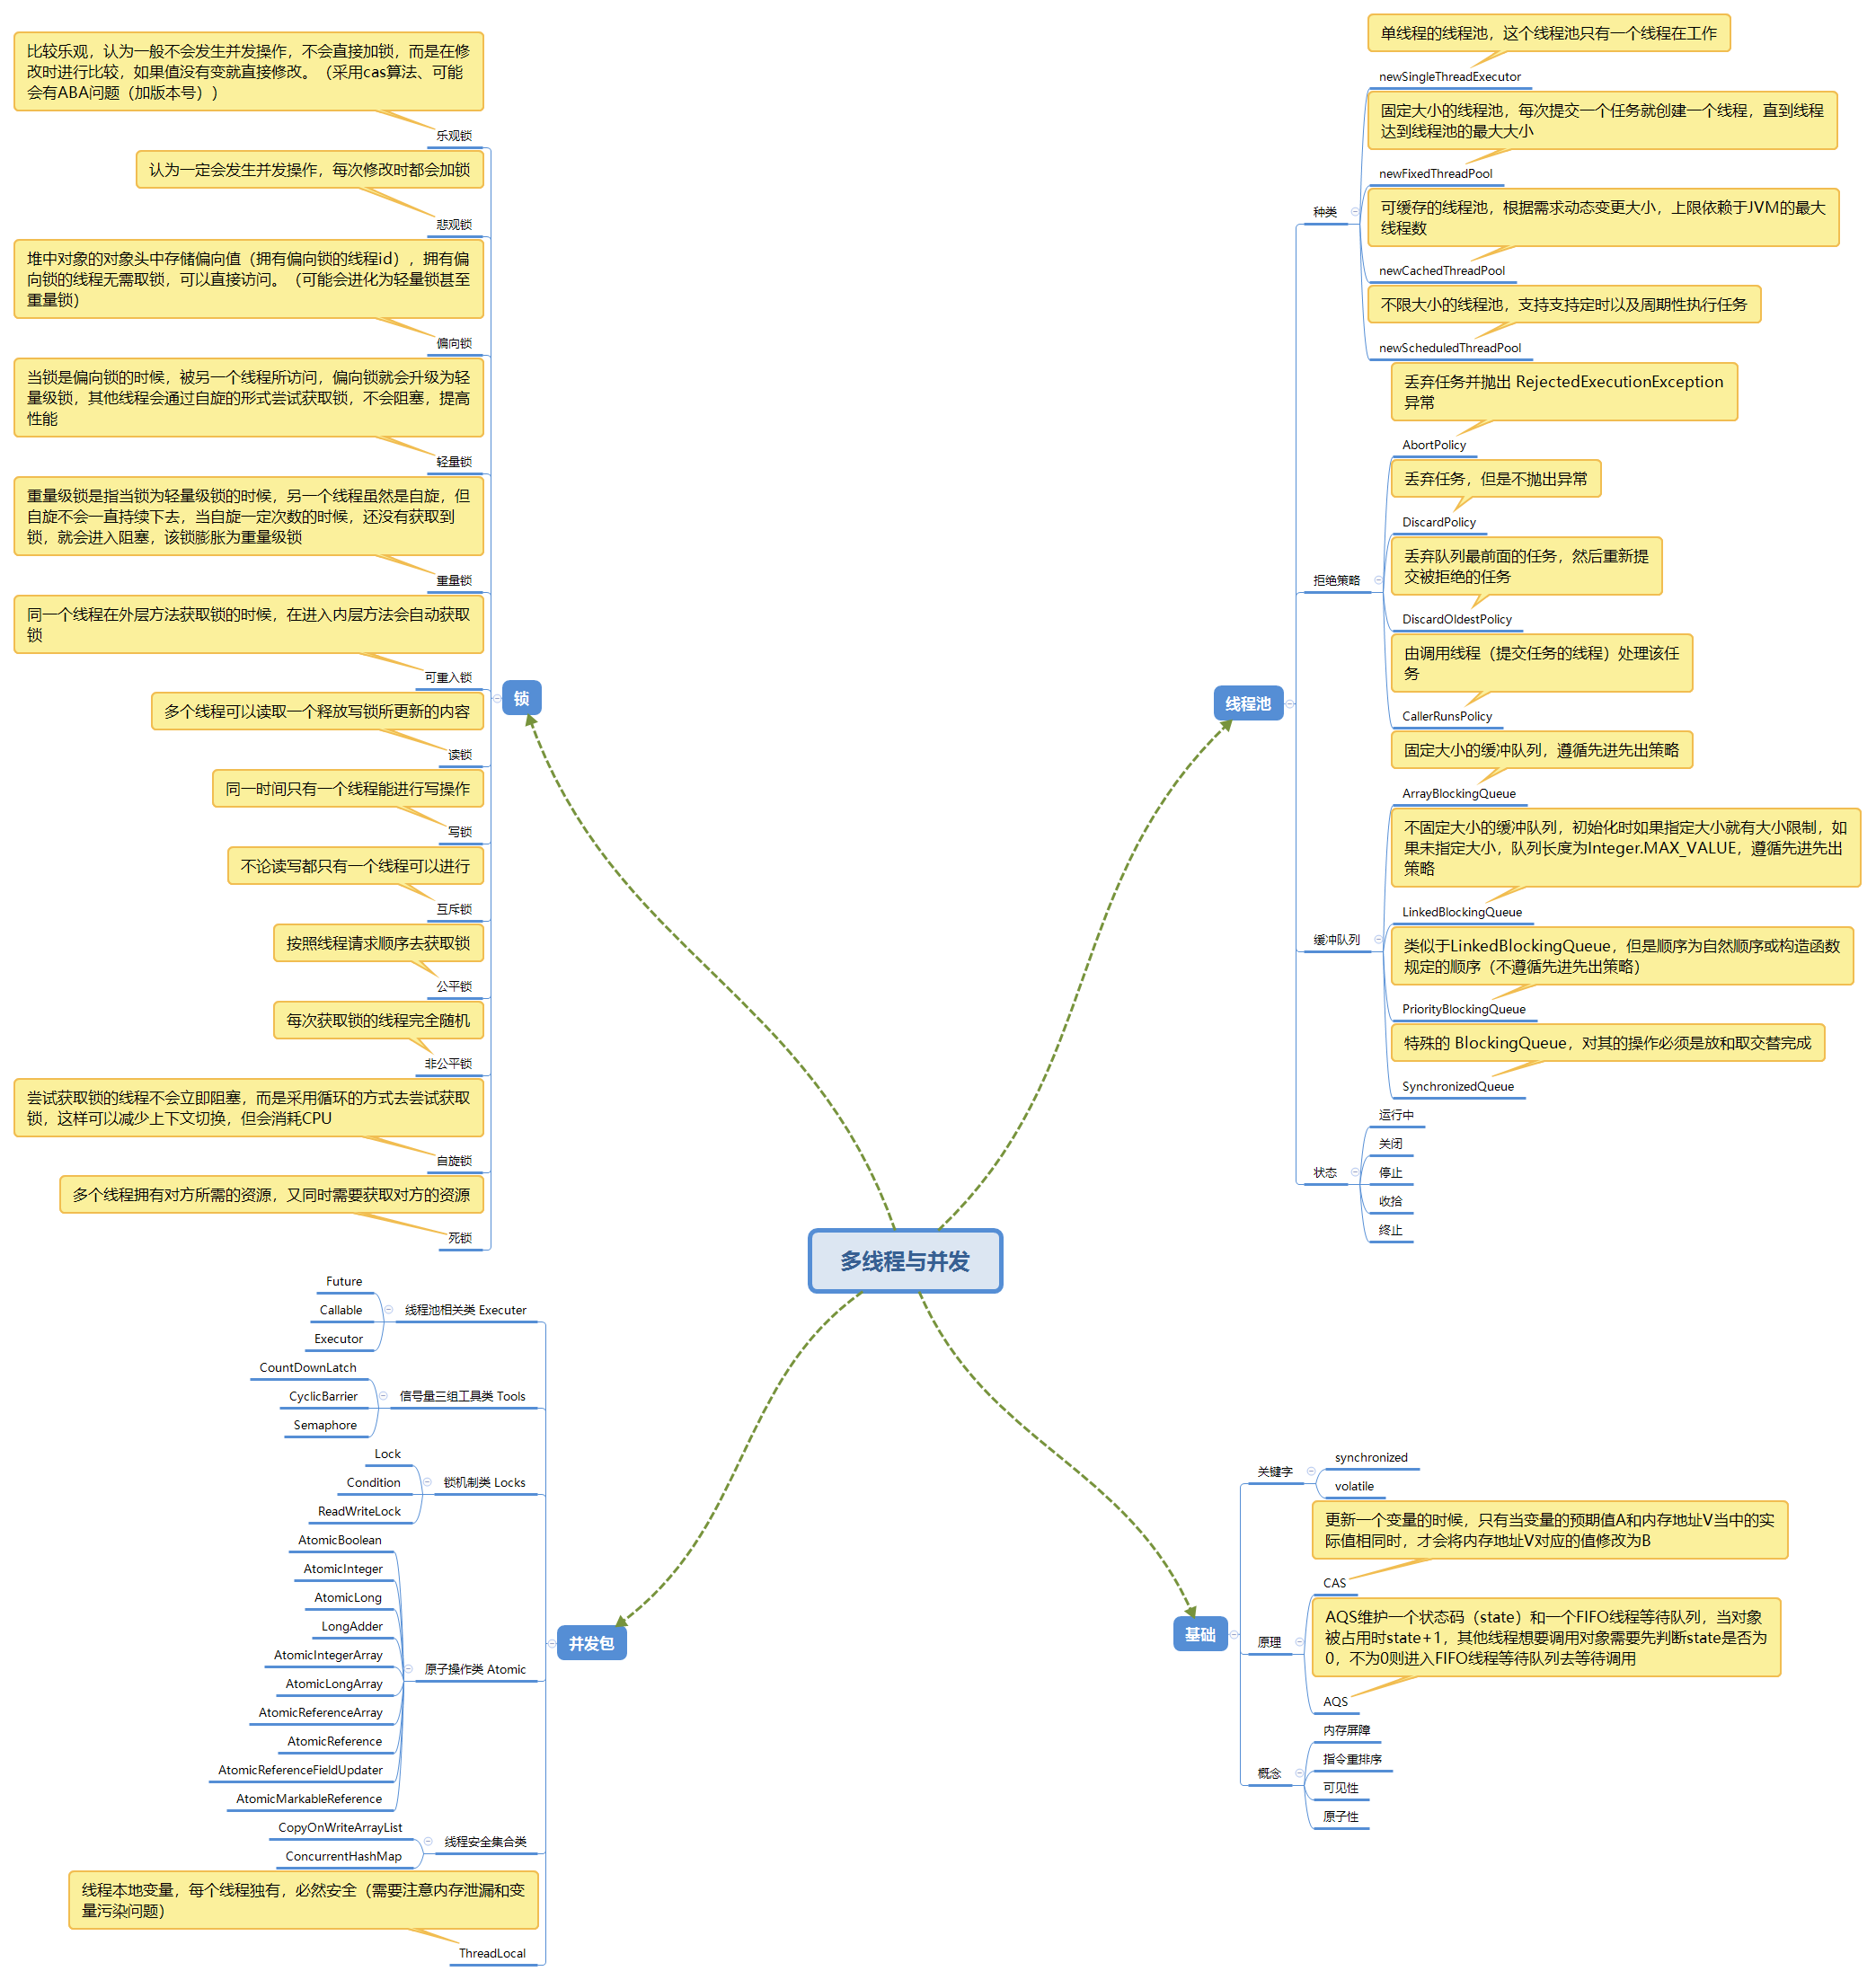 多线程与并发
锁
比较乐观，认为一般不会发生并发操作，不会直接加锁，而是在修
改时进行比较，如果值没有变就直接修改。（采用cas算法、可能
会有ABA问题（加版本号））
乐观锁
认为一定会发生并发操作，每次修改时都会加锁
悲观锁
堆中对象的对象头中存储偏向值（拥有偏向锁的线程id），拥有偏
向锁的线程无需取锁，可以直接访问。（可能会进化为轻量锁甚至
重量锁）
偏向锁
当锁是偏向锁的时候，被另一个线程所访问，偏向锁就会升级为轻
量级锁，其他线程会通过自旋的形式尝试获取锁，不会阻塞，提高
性能
轻量锁
重量级锁是指当锁为轻量级锁的时候，另一个线程虽然是自旋，但
自旋不会一直持续下去，当自旋一定次数的时候，还没有获取到
锁，就会进入阻塞，该锁膨胀为重量级锁
重量锁
同一个线程在外层方法获取锁的时候，在进入内层方法会自动获取
锁
可重入锁
多个线程可以读取一个释放写锁所更新的内容
读锁
同一时间只有一个线程能进行写操作
写锁
不论读写都只有一个线程可以进行
互斥锁
按照线程请求顺序去获取锁
公平锁
每次获取锁的线程完全随机
非公平锁
尝试获取锁的线程不会立即阻塞，而是采用循环的方式去尝试获取
锁，这样可以减少上下文切换，但会消耗CPU
自旋锁
多个线程拥有对方所需的资源，又同时需要获取对方的资源
死锁
线程池
种类
单线程的线程池，这个线程池只有一个线程在工作
newSingleThreadExecutor
固定大小的线程池，每次提交一个任务就创建一个线程，直到线程
达到线程池的最大大小
newFixedThreadPool
可缓存的线程池，根据需求动态变更大小，上限依赖于JVM的最大
线程数
newCachedThreadPool
不限大小的线程池，支持支持定时以及周期性执行任务
newScheduledThreadPool
拒绝策略
丢弃任务并抛出 RejectedExecutionException
异常
AbortPolicy
丢弃任务，但是不抛出异常
DiscardPolicy
丢弃队列最前面的任务，然后重新提
交被拒绝的任务
DiscardOldestPolicy
由调用线程（提交任务的线程）处理该任
务
CallerRunsPolicy
缓冲队列
固定大小的缓冲队列，遵循先进先出策略
ArrayBlockingQueue
不固定大小的缓冲队列，初始化时如果指定大小就有大小限制，如
果未指定大小，队列长度为Integer.MAX_VALUE，遵循先进先出
策略
LinkedBlockingQueue
类似于LinkedBlockingQueue，但是顺序为自然顺序或构造函数
规定的顺序（不遵循先进先出策略）
PriorityBlockingQueue
特殊的 BlockingQueue，对其的操作必须是放和取交替完成
SynchronizedQueue
状态
运行中
关闭
停止
收拾
终止
并发包
线程池相关类 Executer
Future
Callable
Executor
信号量三组工具类 Tools
CountDownLatch
CyclicBarrier
Semaphore
锁机制类 Locks
Lock
Condition
ReadWriteLock
原子操作类 Atomic
AtomicBoolean
AtomicInteger
AtomicLong
LongAdder
AtomicIntegerArray
AtomicLongArray
AtomicReferenceArray
AtomicReference
AtomicReferenceFieldUpdater
AtomicMarkableReference
线程安全集合类
CopyOnWriteArrayList
ConcurrentHashMap
线程本地变量，每个线程独有，必然安全（需要注意内存泄漏和变
量污染问题）
ThreadLocal
基础
关键字
synchronized
volatile
原理
更新一个变量的时候，只有当变量的预期值A和内存地址V当中的实
际值相同时，才会将内存地址V对应的值修改为B
CAS
AQS维护一个状态码（state）和一个FIFO线程等待队列，当对象
被占用时state+1，其他线程想要调用对象需要先判断state是否为
0，不为0则进入FIFO线程等待队列去等待调用
AQS
概念
内存屏障
指令重排序
可见性
原子性